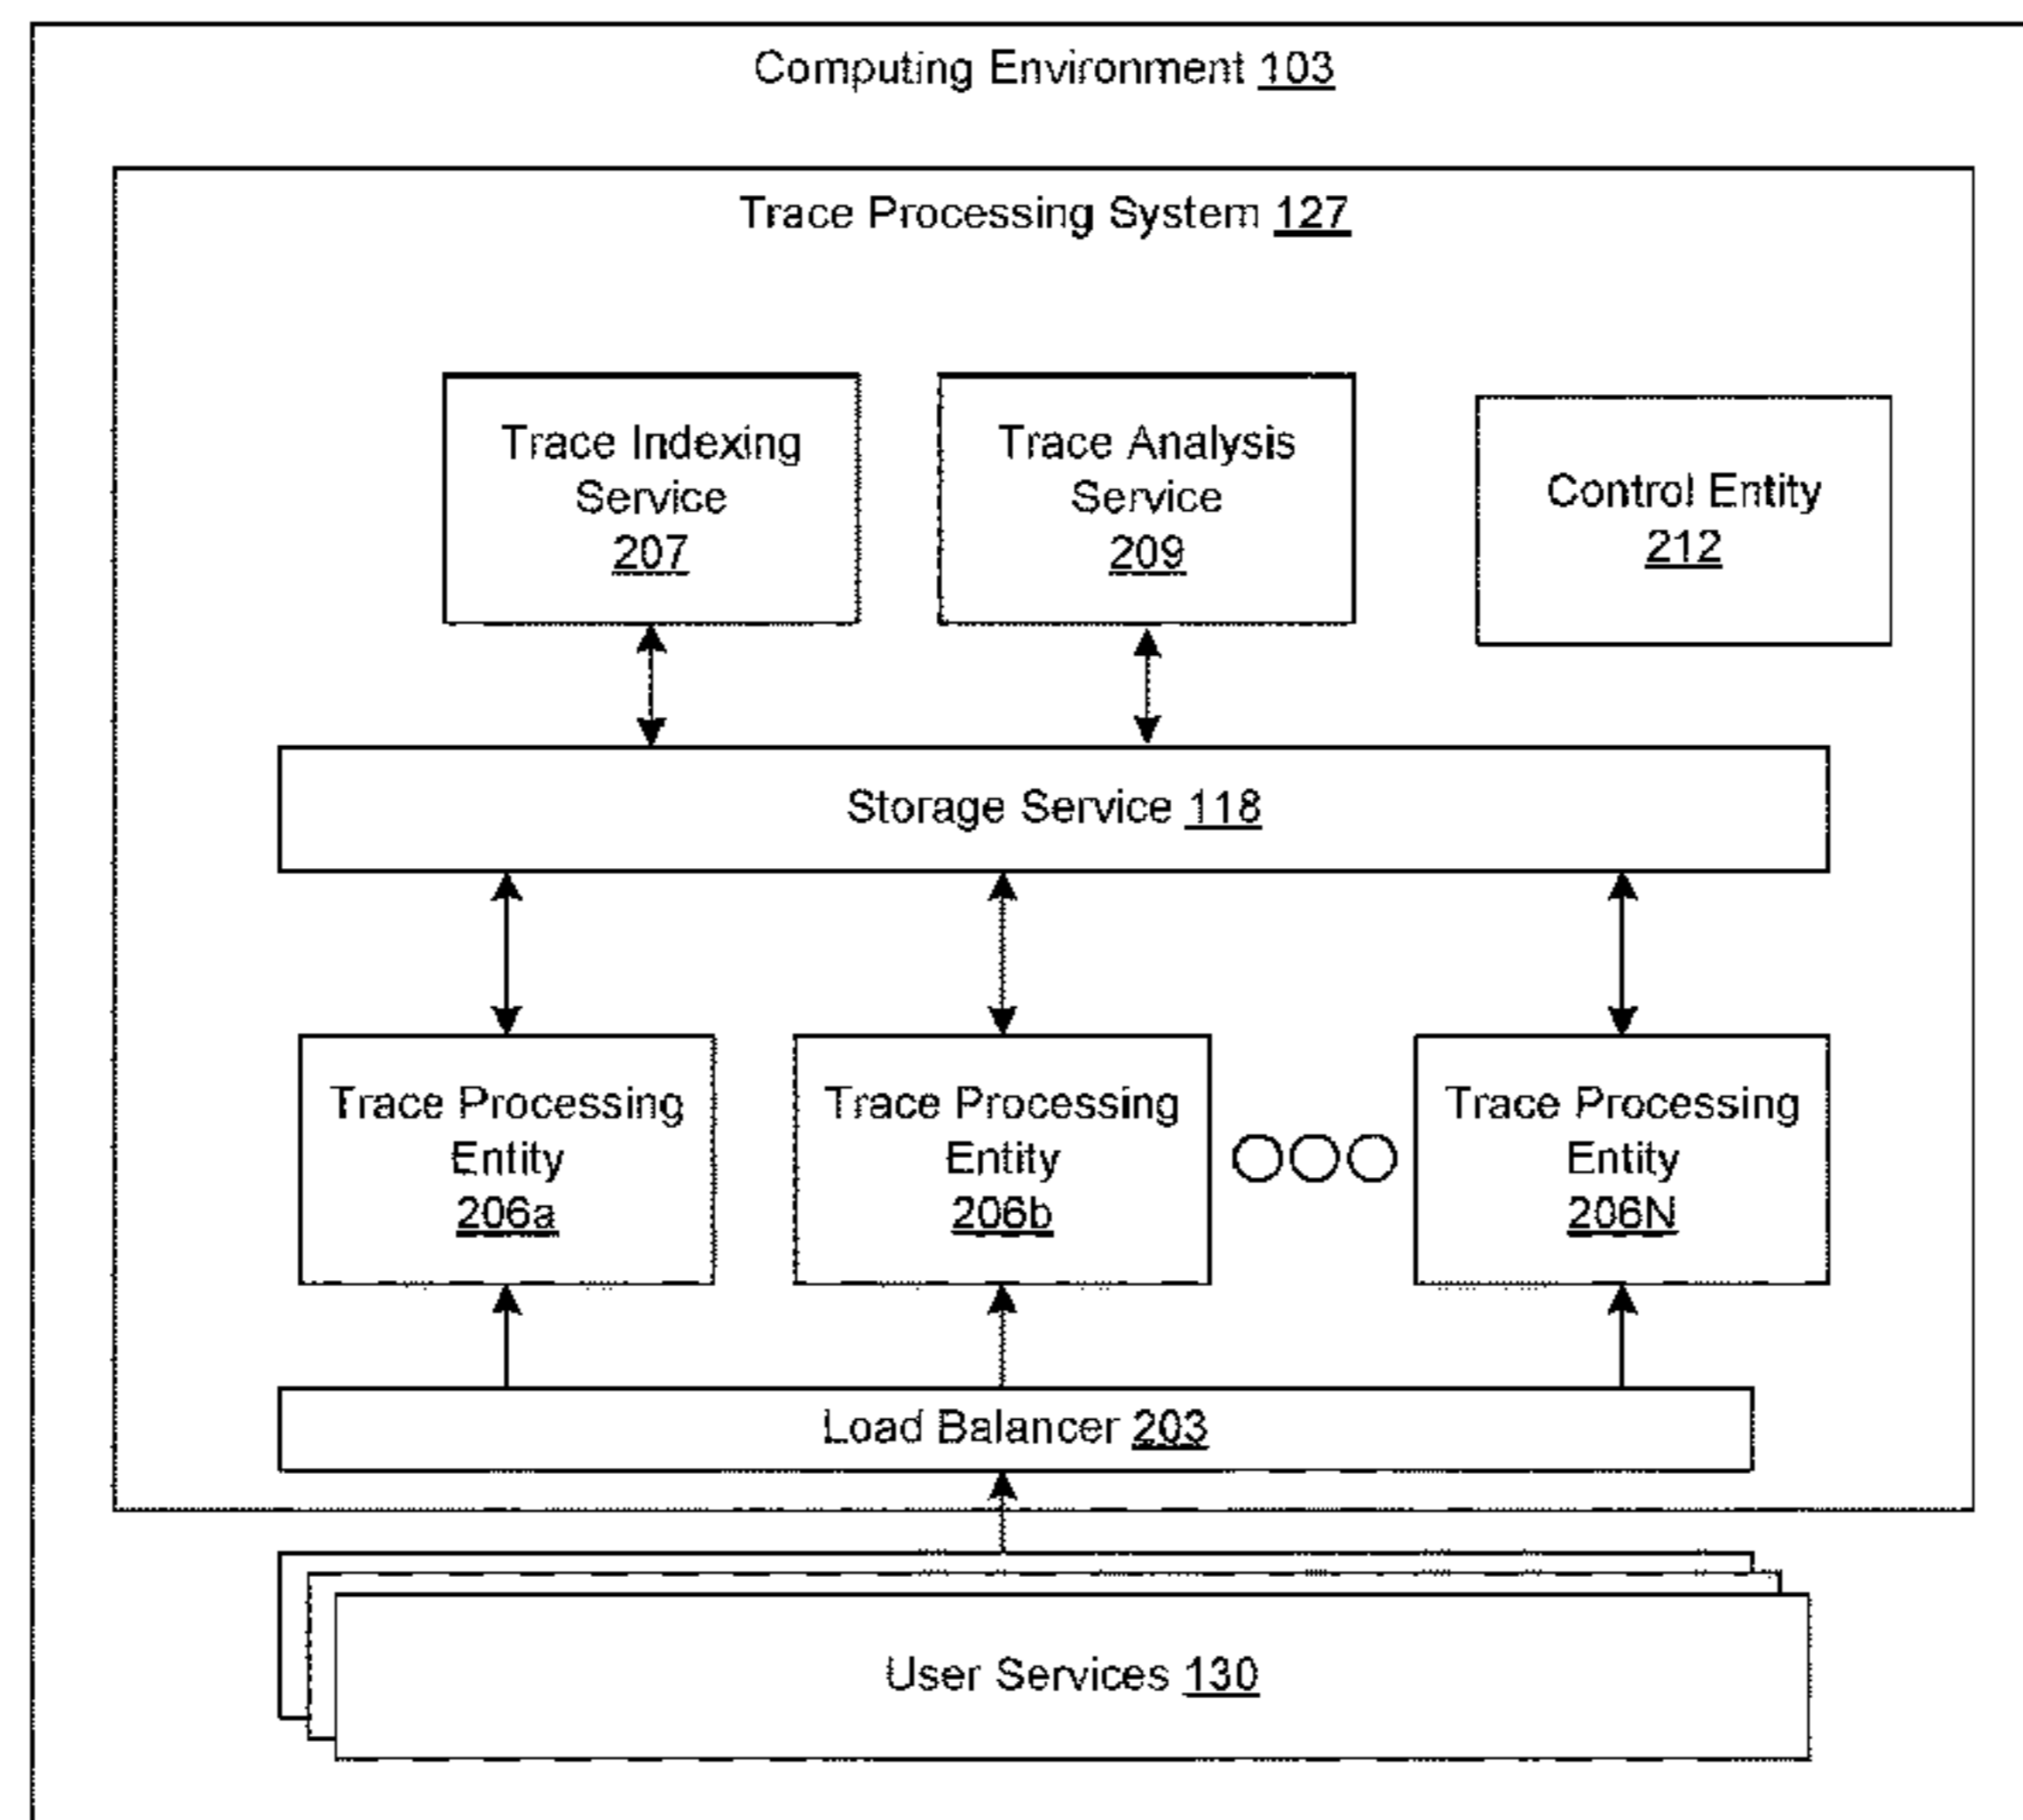 Computing Environment 103
Trace Processing System 127
Trace Indexing
Service
207
Trace Analysis
Service
209
Control Entity
212
Storage Service 118
Trace Processing
Entity
206a
Trace Processing
Entity
206b
Trace Processing
Entity
206N
Load Balancer 203
User Services 130